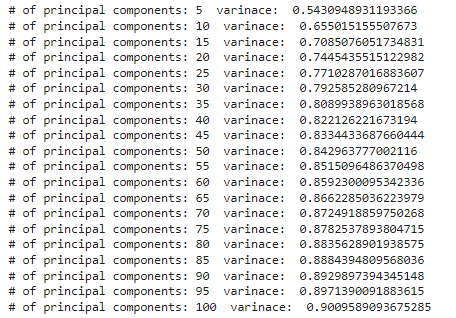 # of principal components: 5  varinace:  0.5430948931193366
# of principal components: 10  varinace:  0.655015155507673
# of principal components: 15  varinace:  0.7085076051734831
# of principal components: 20  varinace:  0.7445435515122982
# of principal components: 25  varinace:  0.7710287016883607
# of principal components: 30  varinace:  0.792585280967214
# of principal components: 35  varinace:  0.8089938963018568
# of principal components: 40  varinace:  0.822126221673194
# of principal components: 45  varinace:  0.8334433687660444
# of principal components: 50  varinace:  0.842963777002116
# of principal components: 55  varinace:  0.8515096486370498
# of principal components: 60  varinace:  0.8592300095342336
# of principal components: 65  varinace:  0.8662285036223979
# of principal components: 70  varinace:  0.8724918859750268
# of principal components: 75  varinace:  0.8782537893804715
# of principal components: 80  varinace:  0.8835628901938575
# of principal components: 85  varinace:  0.8884394809568036
# of principal components: 90  varinace:  0.8929897394345148
# of principal components: 95  varinace:  0.8971390091883615
# of principal components: 100  varinace:  0.9009589093675285